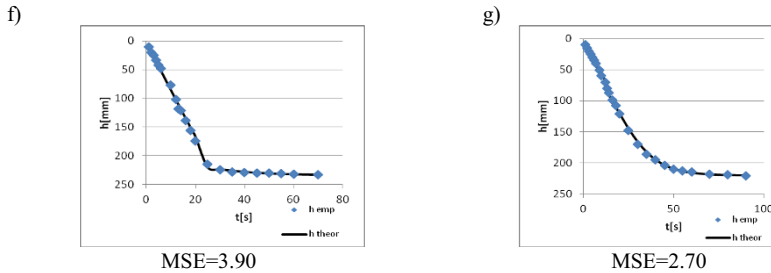 f)
0
50
100
150
200
250
h[mm]
0 20 40 60 80
t[s]
h emp
h theor
MSE=3.90
g)
0
50
100
150
200
250
h[mm]
0 50 100
t[s]
h emp
h theor
MSE=2.70